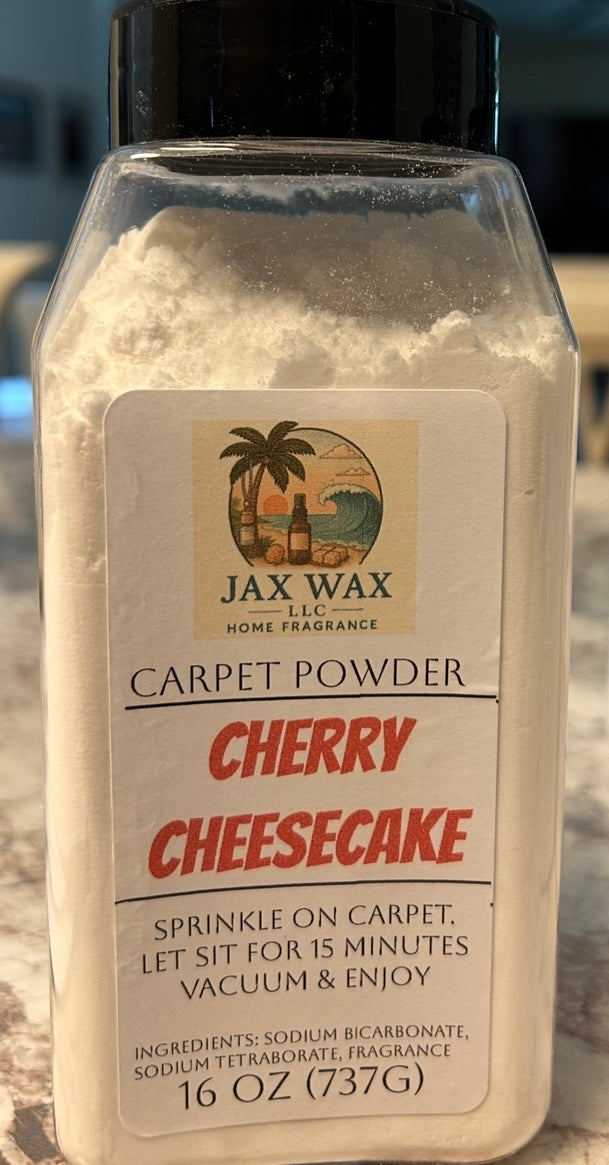 JAX WAX
LLC
HOME FRAGRANCE
CARPET POWDER
CHERRY
CHEESECAKE
SPRINKLE ON CARPET.
LET SIT FOR 15 MINUTES
VACUUM & ENJOY
INGREDIENTS: SODIUM BICARBONATE,
SODIUM TETRABORATE, FRAGRANCE
16 OZ (737G)